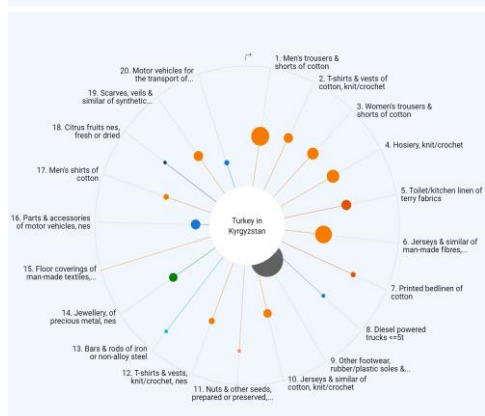 1. Men's trousers &
shorts of cotton
2. T-shirts & vests of
cotton, knit/crochet
3. Women's trousers &
shorts of cotton
4. Hosiery, knit/crochet
5. Toilet/kitchen linen of
terry fabrics
6. Jerseys & similar of
man-made fibres,...
7. Printed bedlinen of
cotton
8. Diesel powered
trucks <=5t
9. Other footwear,
rubber/plastic soles &...
10. Jerseys & similar of
cotton, knit/crochet
11. Nuts & other seeds,
prepared or preserved,...
12. T-shirts & vests,
knit/crochet, nes
13. Bars & rods of iron
or non-alloy steel
14. Jewellery, of
precious metal, nes
15. Floor coverings of
man-made textiles,...
16. Parts & accessories
of motor vehicles, nes
17. Men's shirts of
cotton
18. Citrus fruits nes,
fresh or dried
19. Scarves, veils &
similar of synthetic...
20. Motor vehicles for
the transport of...
Turkey in
Kyrgyzstan